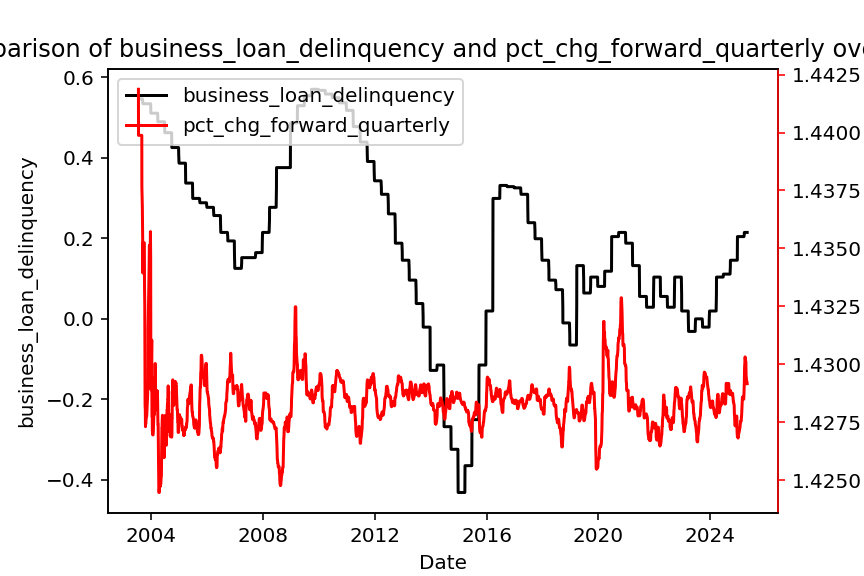 parison of business_loan_delinquency and pct_chg_forward_quarterly ove
business_loan_delinquency
pct_chg_forward_quarterly
0.6
0.4
0.2
0.0
−0.2
−0.4
business_loan_delinquency
1.4425
1.4400
1.4375
1.4350
1.4325
1.4300
1.4275
1.4250
2004 2008 2012 2016 2020 2024
Date